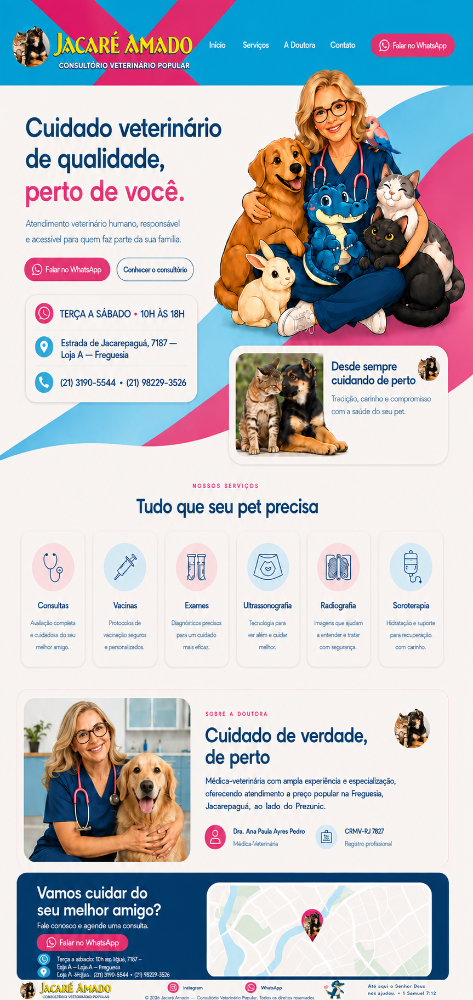 JACARÉ AMADO
CONSULTÓRIO VETERINÁRIO POPULAR
Início
Serviços
A Doutora
Contato
Falar no WhatsApp
Cuidado veterinário
de qualidade,
perto de você.
Atendimento veterinário humano, responsável
e acessível para quem faz parte da sua família.
Falar no WhatsApp
Conhecer o consultório
TERÇA A SÁBADO • 10H ÀS 18H
Estrada de Jacarepaguá, 7187 —
Loja A — Freguesia
(21) 3190-5544 • (21) 98229-3526
Desde sempre
cuidando de perto
Tradição, carinho e compromisso
com a saúde do seu pet.
NOSSOS SERVIÇOS
Tudo que seu pet precisa
Consultas
Avaliação completa
e cuidadosa do seu
melhor amigo.
Vacinas
Protocolos de
vacinação seguros
e personalizados.
Exames
Diagnósticos precisos
para um cuidado
mais eficaz.
Ultrassonografia
Tecnologia para
ver além e cuidar
melhor.
Radiografia
Imagens que ajudam
a entender e tratar
com segurança.
Soroterapia
Hidratação e suporte
para recuperação.
com carinho.
SOBRE A DOUTORA
Cuidado de verdade,
de perto
Médica-veterinária com ampla experiência e especialização,
oferecendo atendimento a preço popular na Freguesia,
Jacarepaguá, ao lado do Prezunic.
Dra. Ana Paula Ayres Pedro
Médica-Veterinária
CRMV-RJ 7827
Registro profissional
Vamos cuidar do
seu melhor amigo?
Fale conosco e agende uma consulta.
Falar no WhatsApp
Terça a sábado: 10h 7187 –
A – Loja A – Freguesia
Loja A (21) 3190-5544 • (21) 98229-3526
JACARÉ AMADO
CONSULTÓRIO VETERINÁRIO POPULAR
Instagram
WhatsApp
© 2026 Jacaré Amado — Consultório Veterinário Popular. Todos os direitos reservados.
Até aqui o Senhor Deus
nos ajudou. • 1 Samuel 7:12